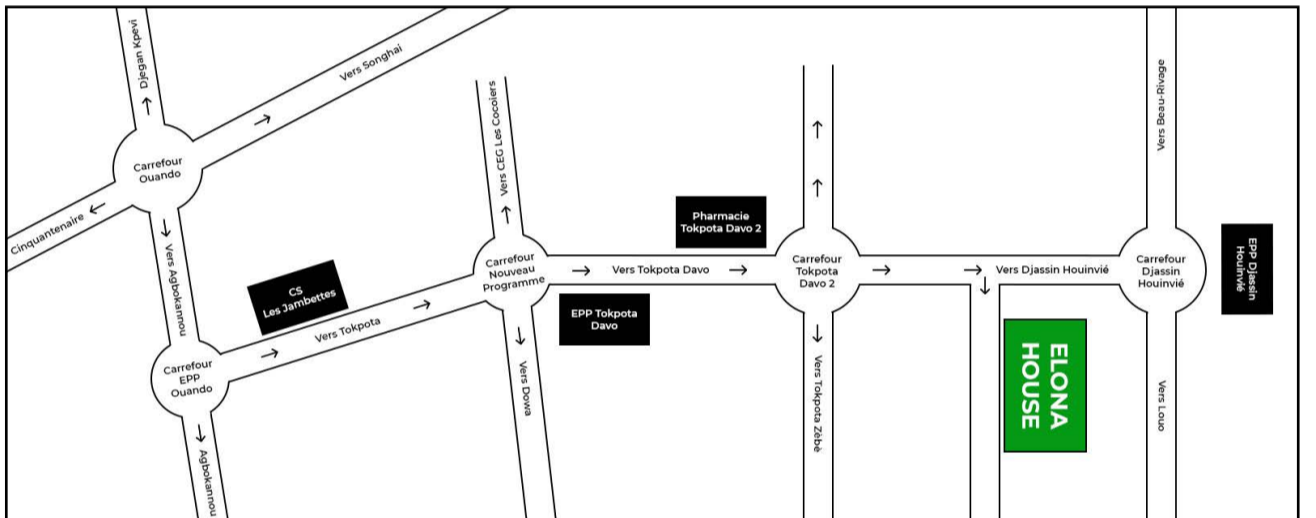 Djegan Kpevi
Vers Songhai
Carrefour
Ouando
Cinquantenaire
Vers Agbokannou
CS
Les Jambettes
Vers Tokpota
Carrefour
EPP
Ouando
Agbokannou
Vers CEG Les Cocoiers
Carrefour
Nouveau
Programme
Vers Dowa
Vers Tokpota Davo
EPP Tokpota
Davo
Pharmacie
Tokpota Davo 2
Carrefour
Tokpota
Davo 2
Vers Tokpota Zèbè
Vers Djassin Houinvié
ELONA
HOUSE
Vers Beau-Rivage
Carrefour
Djassin
Houinvié
Vers Louo
EPP Djassin
Houinvié